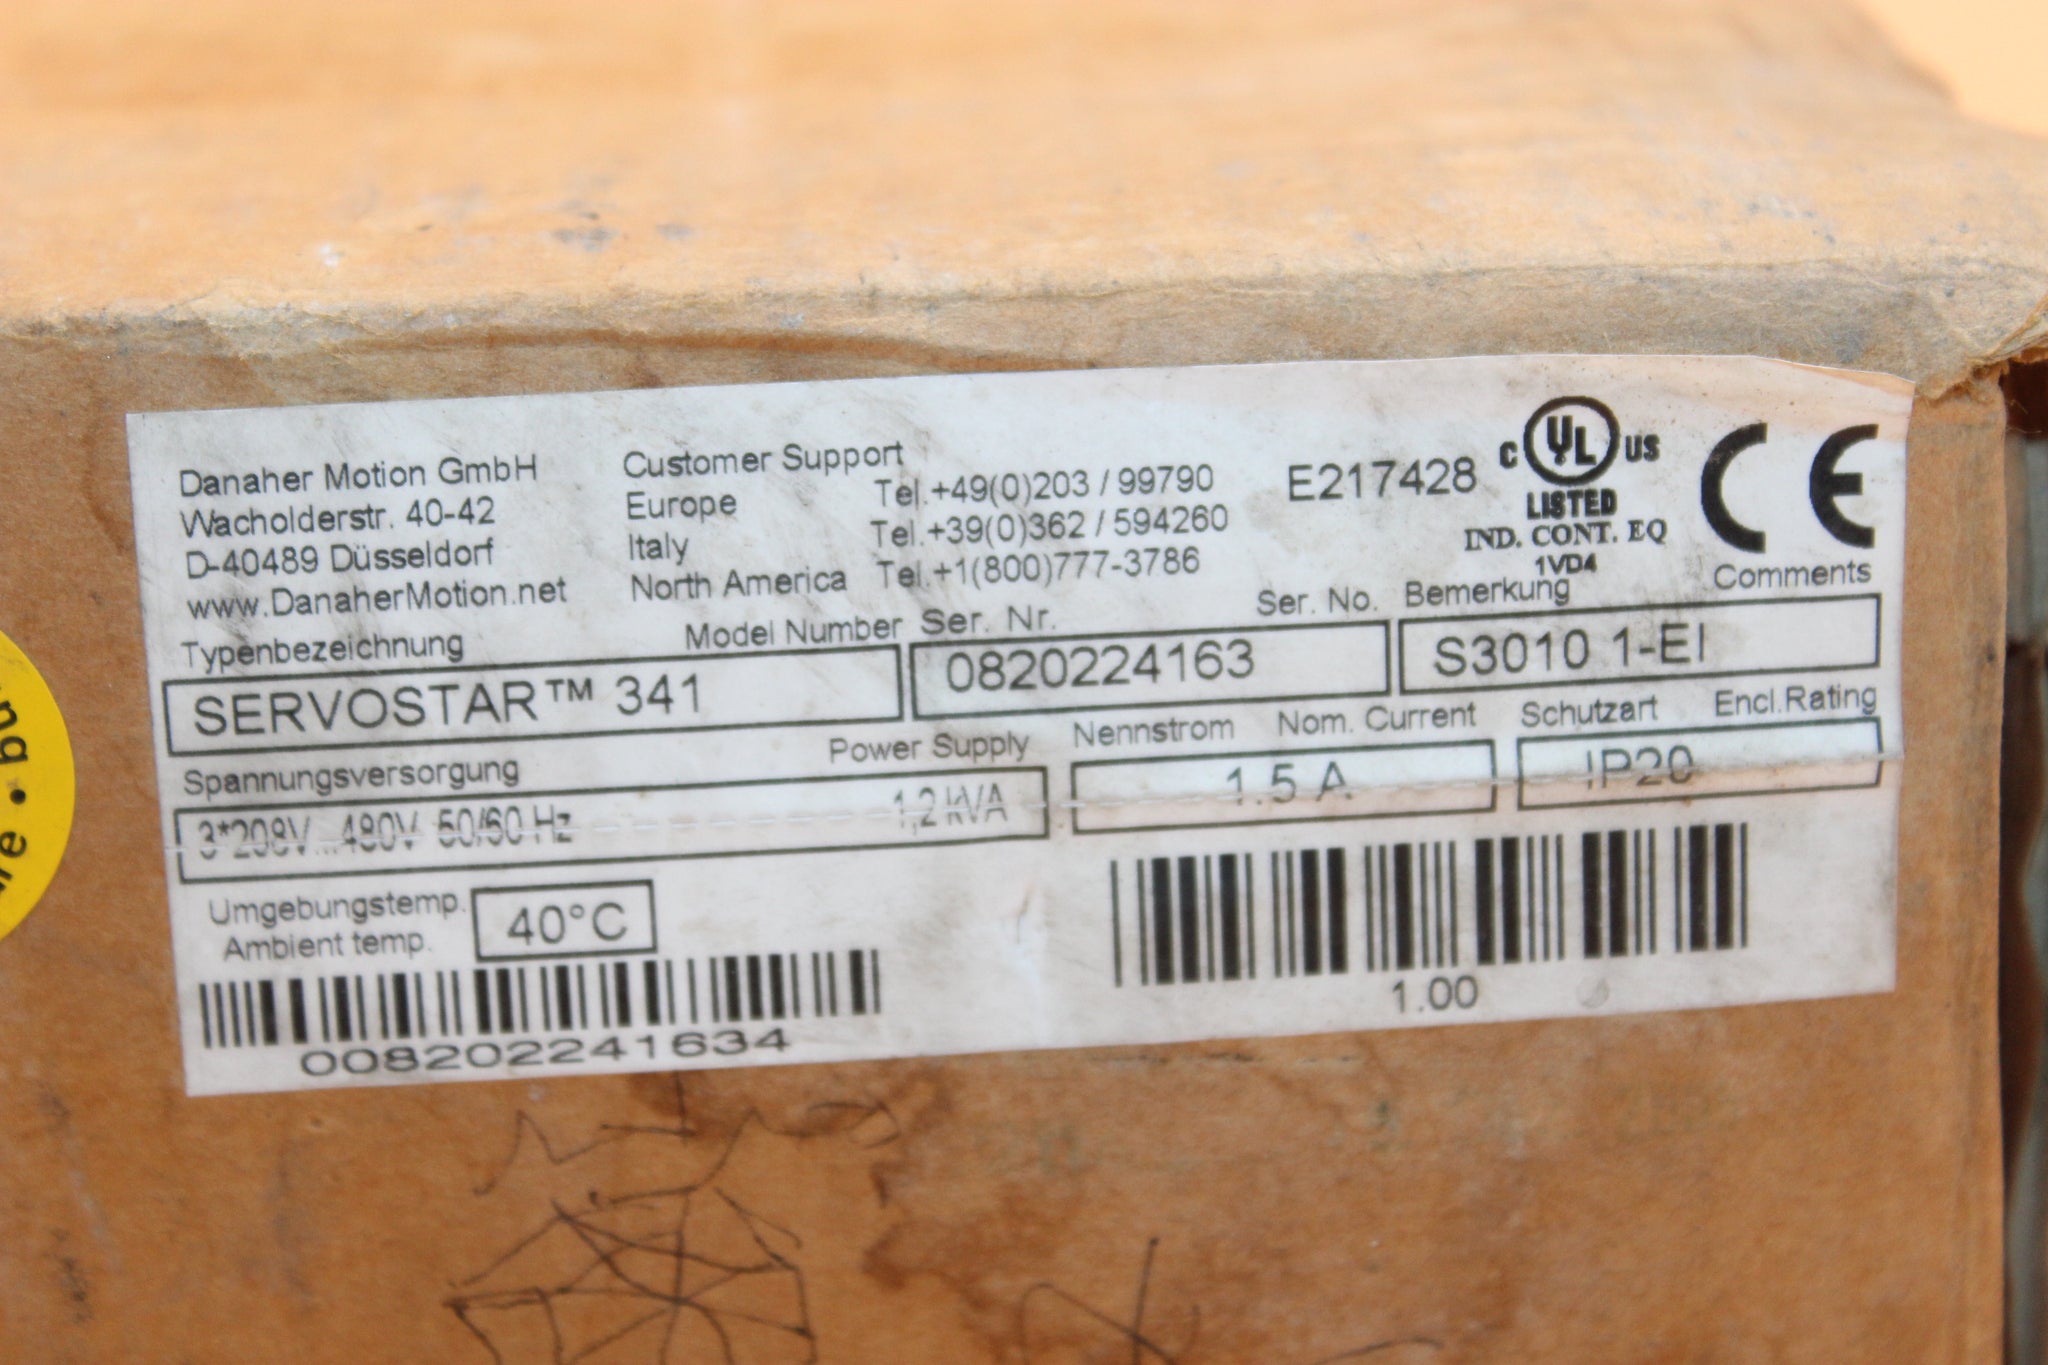 Danaher Motion GmbH
Wacholderstr. 40-42
D-40489 Düsseldorf
www.DanaherMotion.net
Customer Support
Europe Tel.+49(0)203 / 99790
Italy Tel.+39(0)362 / 594260
North America Tel.+1(800)777-3786
E217428
C UL US
LISTED
IND. CONT. EQ
1VD4
CE
Typenbezeichnung Model Number
SERVOSTAR™ 341
Ser. Nr. Ser. No.
0820224163
Bemerkung Comments
S3010 1-EI
Spannungsversorgung Power Supply
3*208V...480V 50/60 Hz 1,2 kVA
Nennstrom Nom. Current
1.5 A
Schutzart Encl.Rating
IP20
Umgebungstemp.
Ambient temp.
40°C
008202241634
1.00